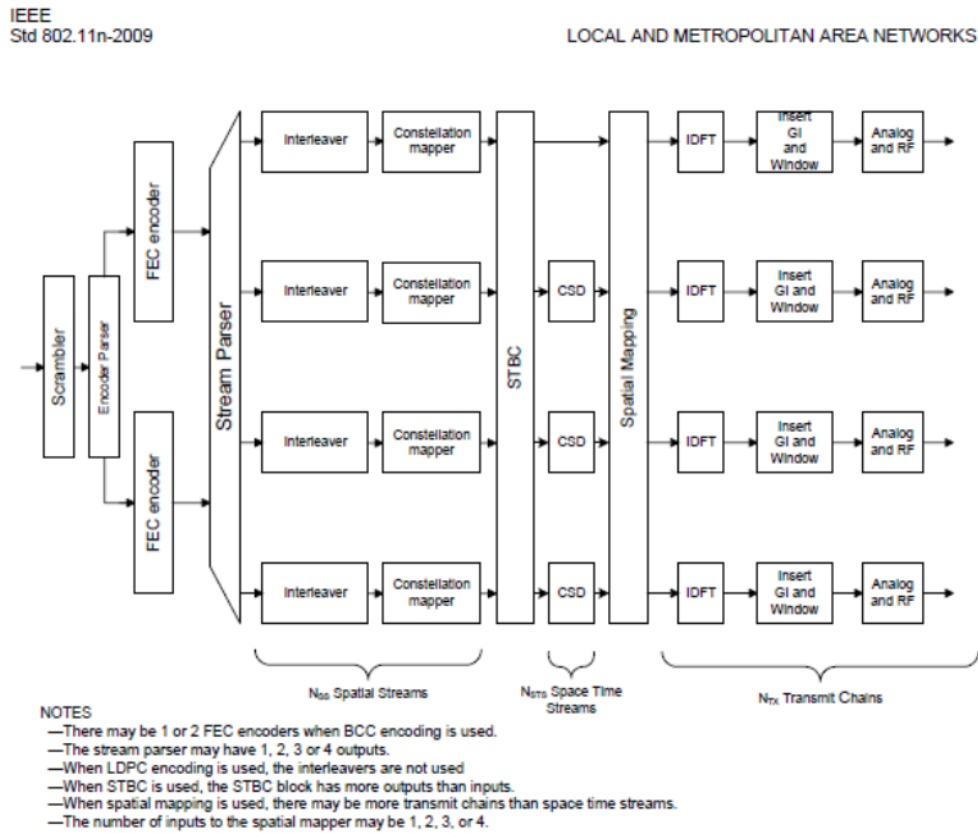 IEEE
Std 802.11n-2009
LOCAL AND METROPOLITAN AREA NETWORKS
Scrambler
Encoder Parser
FEC encoder
FEC encoder
Stream Parser
Interleaver
Constellation
mapper
Interleaver
Constellation
mapper
Interleaver
Constellation
mapper
Interleaver
Constellation
mapper
STBC
CSD
CSD
CSD
Spatial Mapping
IDFT
Insert
GI
and
Window
Analog
and RF
IDFT
Insert
GI and
Window
Analog
and RF
IDFT
Insert
GI and
Window
Analog
and RF
IDFT
Insert
GI and
Window
Analog
and RF
NSS Spatial Streams
NSTS Space Time
Streams
NTX Transmit Chains
NOTES
—There may be 1 or 2 FEC encoders when BCC encoding is used.
—The stream parser may have 1, 2, 3 or 4 outputs.
—When LDPC encoding is used, the interleavers are not used
—When STBC is used, the STBC block has more outputs than inputs.
—When spatial mapping is used, there may be more transmit chains than space time streams.
—The number of inputs to the spatial mapper may be 1, 2, 3, or 4.